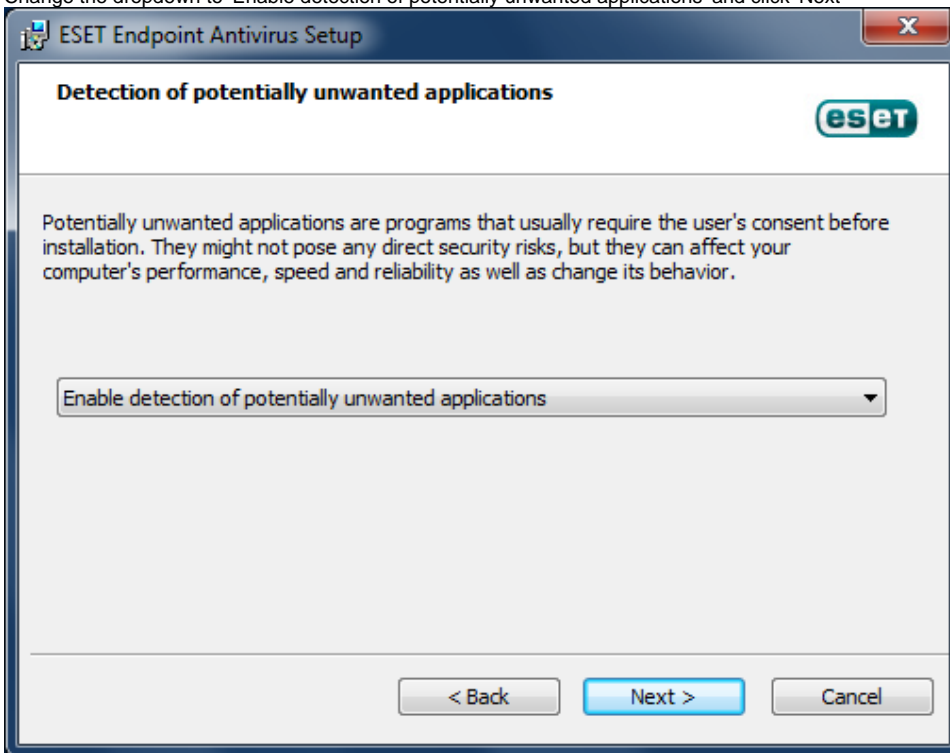 Change the dropdown to 'Enable detection of potentially unwanted applications' and click 'Next'
ESET Endpoint Antivirus Setup
Detection of potentially unwanted applications
eset
Potentially unwanted applications are programs that usually require the user's consent before
installation. They might not pose any direct security risks, but they can affect your
computer's performance, speed and reliability as well as change its behavior.
Enable detection of potentially unwanted applications
< Back Next > Cancel